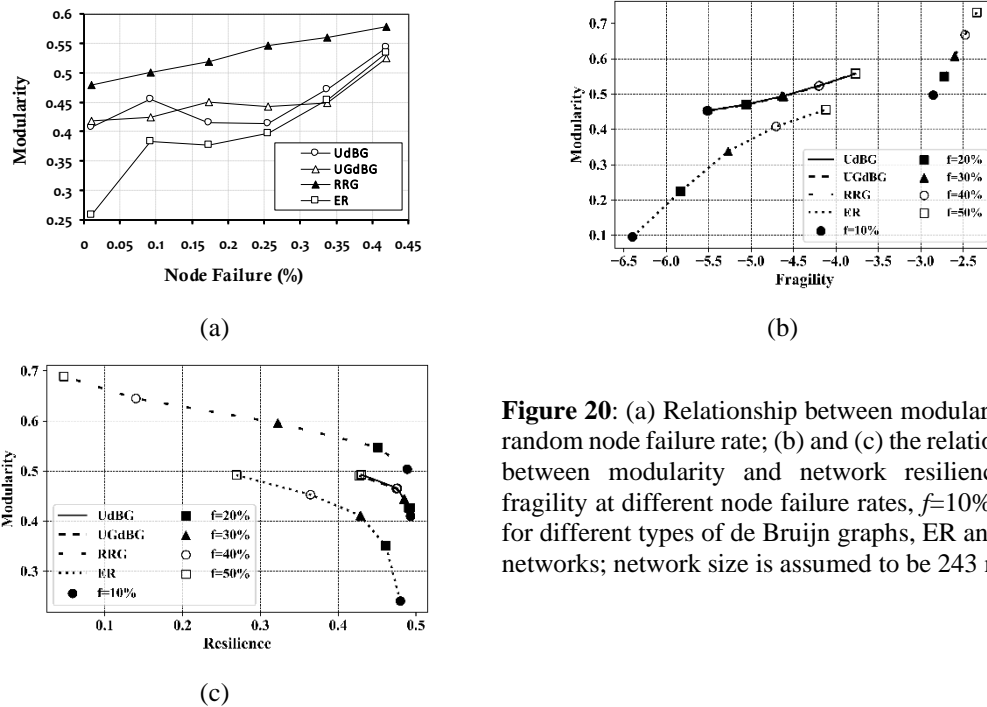 0.6
0.55
0.5
0.45
0.4
0.35
0.3
0.25
Modularity
0 0.05 0.1 0.15 0.2 0.25 0.3 0.35 0.4 0.45
Node Failure (%)
UdBG
UGdBG
RRG
ER
(a)
0.7
0.6
0.5
0.4
0.3
0.2
0.1
Modularity
−6.5 −6.0 −5.5 −5.0 −4.5 −4.0 −3.5 −3.0 −2.5
Fragility
UdBG f=20%
UGdBG f=30%
RRG f=40%
ER f=50%
f=10%
(b)
0.7
0.6
0.5
0.4
0.3
Modularity
0.1 0.2 0.3 0.4 0.5
Resilience
UdBG f=20%
UGdBG f=30%
RRG f=40%
ER f=50%
f=10%
(c)
Figure 20: (a) Relationship between modular
random node failure rate; (b) and (c) the relation
between modularity and network resilienc
fragility at different node failure rates, f=10%
for different types of de Bruijn graphs, ER an
networks; network size is assumed to be 243